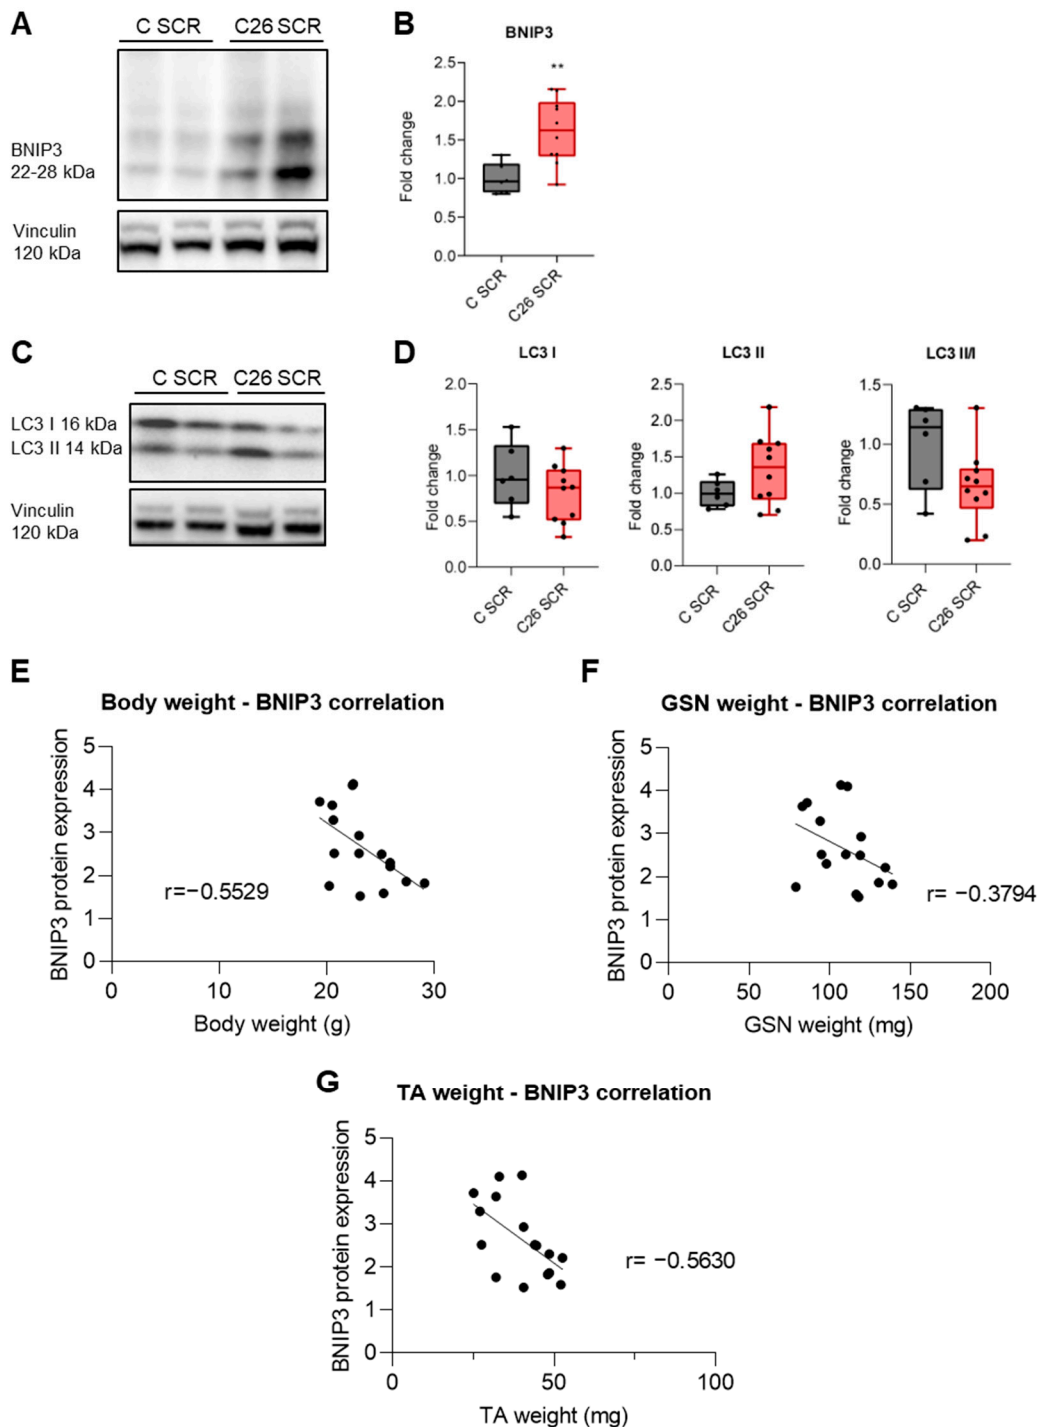 A
C SCR
C26 SCR
BNIP3
22-28 kDa
Vinculin
120 kDa
B
BNIP3
Fold change
2.5
2.0
1.5
1.0
0.5
0.0
**
C SCR
C26 SCR
C
C SCR
C26 SCR
LC3 I 16 kDa
LC3 II 14 kDa
Vinculin
120 kDa
D
LC3 I
Fold change
2.0
1.5
1.0
0.5
0.0
C SCR
C26 SCR
LC3 II
Fold change
2.5
2.0
1.5
1.0
0.5
0.0
C SCR
C26 SCR
LC3 II/I
Fold change
1.5
1.0
0.5
0.0
C SCR
C26 SCR
E
Body weight - BNIP3 correlation
BNIP3 protein expression
5
4
3
2
1
0
r=−0.5529
0
10
20
30
Body weight (g)
F
GSN weight - BNIP3 correlation
BNIP3 protein expression
5
4
3
2
1
0
r= −0.3794
0
50
100
150
200
GSN weight (mg)
G
TA weight - BNIP3 correlation
BNIP3 protein expression
5
4
3
2
1
0
r= −0.5630
0
50
100
TA weight (mg)